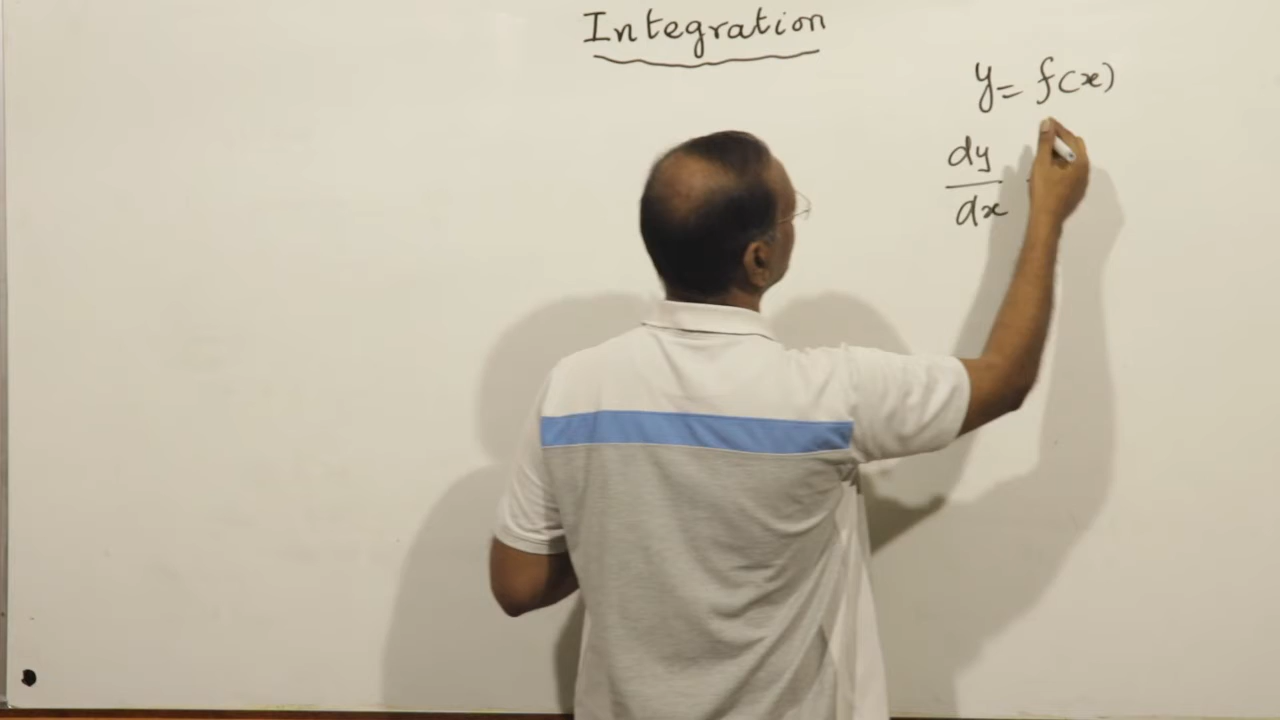 Integration
y = f(x)
dy
dx